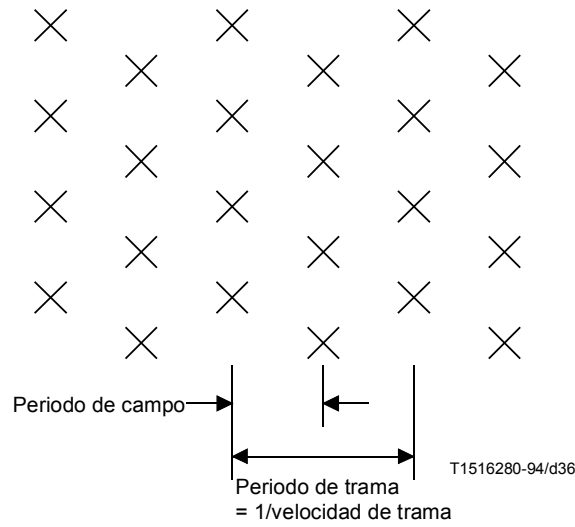 Periodo de campo
T1516280-94/d36
Periodo de trama
= 1/velocidad de trama